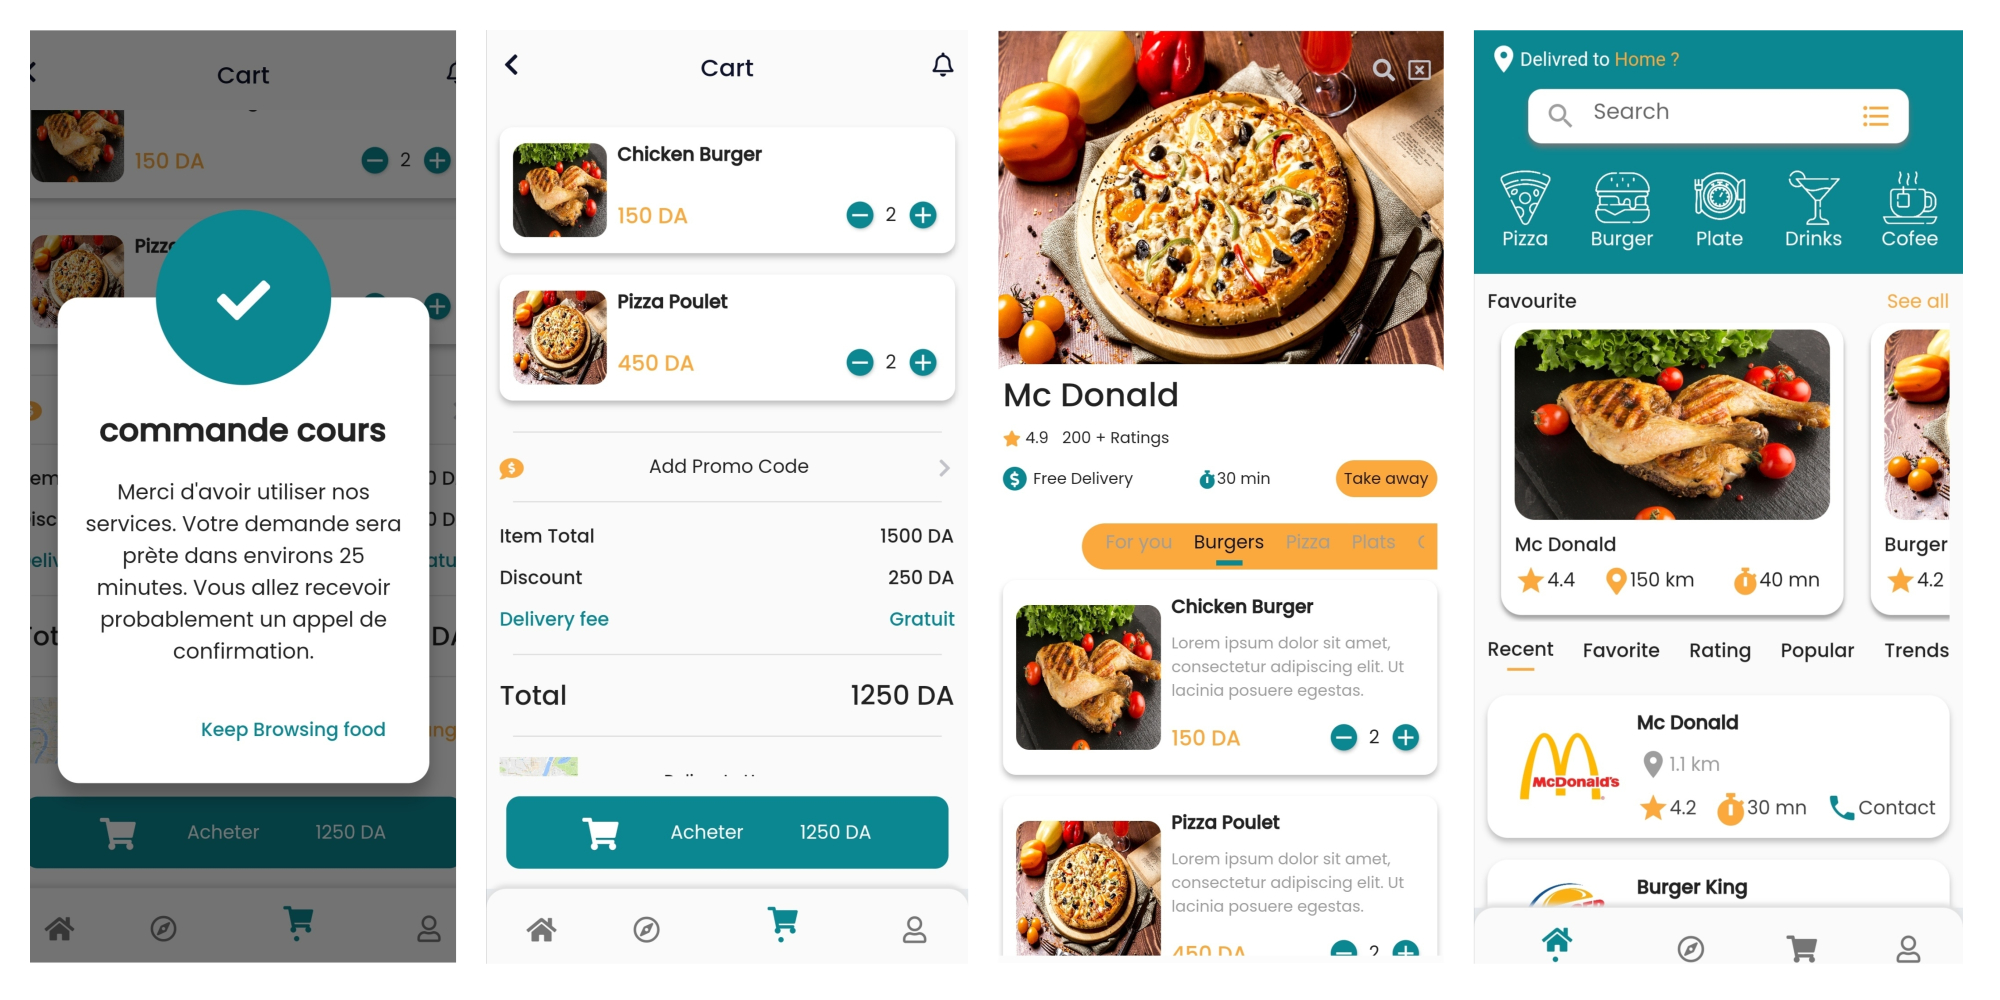 Cart
150 DA
2
Pizz
commande cours
Merci d'avoir utiliser nos
services. Votre demande sera
prète dans environs 25
minutes. Vous allez recevoir
probablement un appel de
confirmation.
Keep Browsing food
Acheter 1250 DA
Cart
Chicken Burger
150 DA
2
Pizza Poulet
450 DA
2
Add Promo Code
Item Total 1500 DA
Discount 250 DA
Delivery fee Gratuit
Total 1250 DA
Acheter 1250 DA
Mc Donald
4.9 200 + Ratings
Free Delivery 30 min Take away
For you Burgers Pizza Plats
Chicken Burger
Lorem ipsum dolor sit amet,
consectetur adipiscing elit. Ut
lacinia posuere egestas.
150 DA
2
Pizza Poulet
Lorem ipsum dolor sit amet,
consectetur adipiscing elit. Ut
lacinia posuere egestas.
450 DA
2
Delivred to Home ?
Search
Pizza Burger Plate Drinks Cofee
Favourite See all
Mc Donald
4.4 150 km 40 mn
Burger
4.2
Recent Favorite Rating Popular Trends
McDonald's
Mc Donald
1.1 km
4.2 30 mn Contact
Burger King